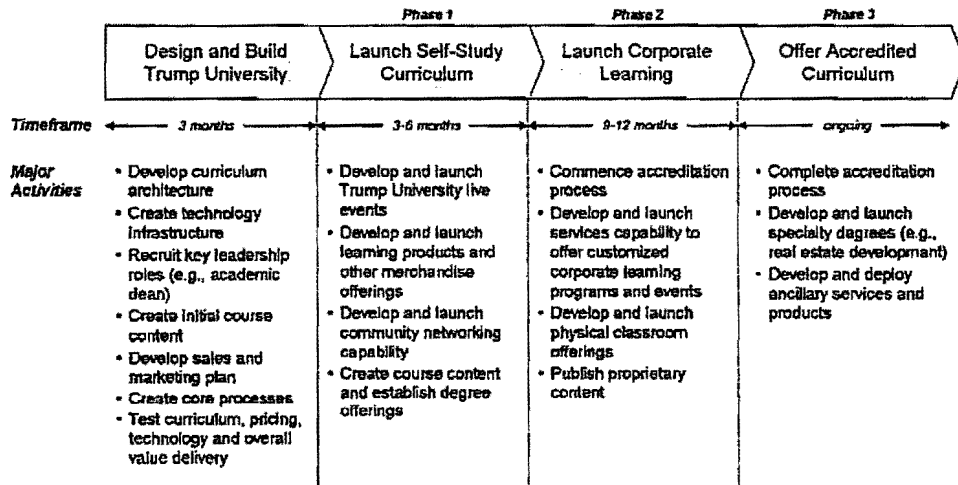 Phase 1
Phase 2
Phase 3
Design and Build
Trump University
Launch Self-Study
Curriculum
Launch Corporate
Learning
Offer Accredited
Curriculum
Timeframe
3 months
3-6 months
9-12 months
ongoing
Major
Activities
• Develop curriculum
architecture
• Create technology
infrastructure
• Recruit key leadership
roles (e.g., academic
dean)
• Create initial course
content
• Develop sales and
marketing plan
• Create core processes
• Test curriculum, pricing,
technology and overall
value delivery
• Develop and launch
Trump University live
events
• Develop and launch
learning products and
other merchandise
offerings
• Develop and launch
community networking
capability
• Create course content
and establish degree
offerings
• Commence accreditation
process
• Develop and launch
services capability to
offer customized
corporate learning
programs and events
• Develop and launch
physical classroom
offerings
• Publish proprietary
content
• Complete accreditation
process
• Develop and launch
specialty degrees (e.g.,
real estate development)
• Develop and deploy
ancillary services and
products